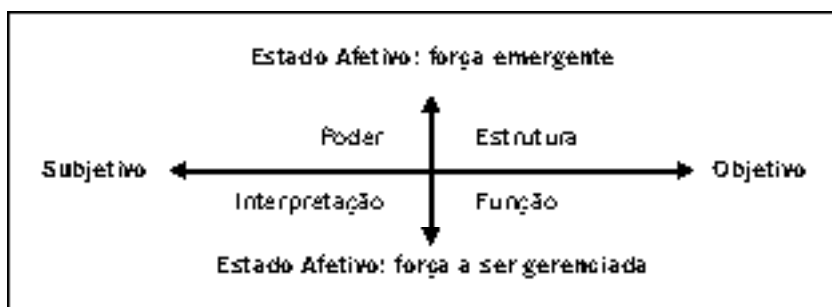 Estado Afetivo: força emergente
Poder Estrutura
Subjetivo Objetivo
Interpretação Função
Estado Afetivo: força a ser gerenciada